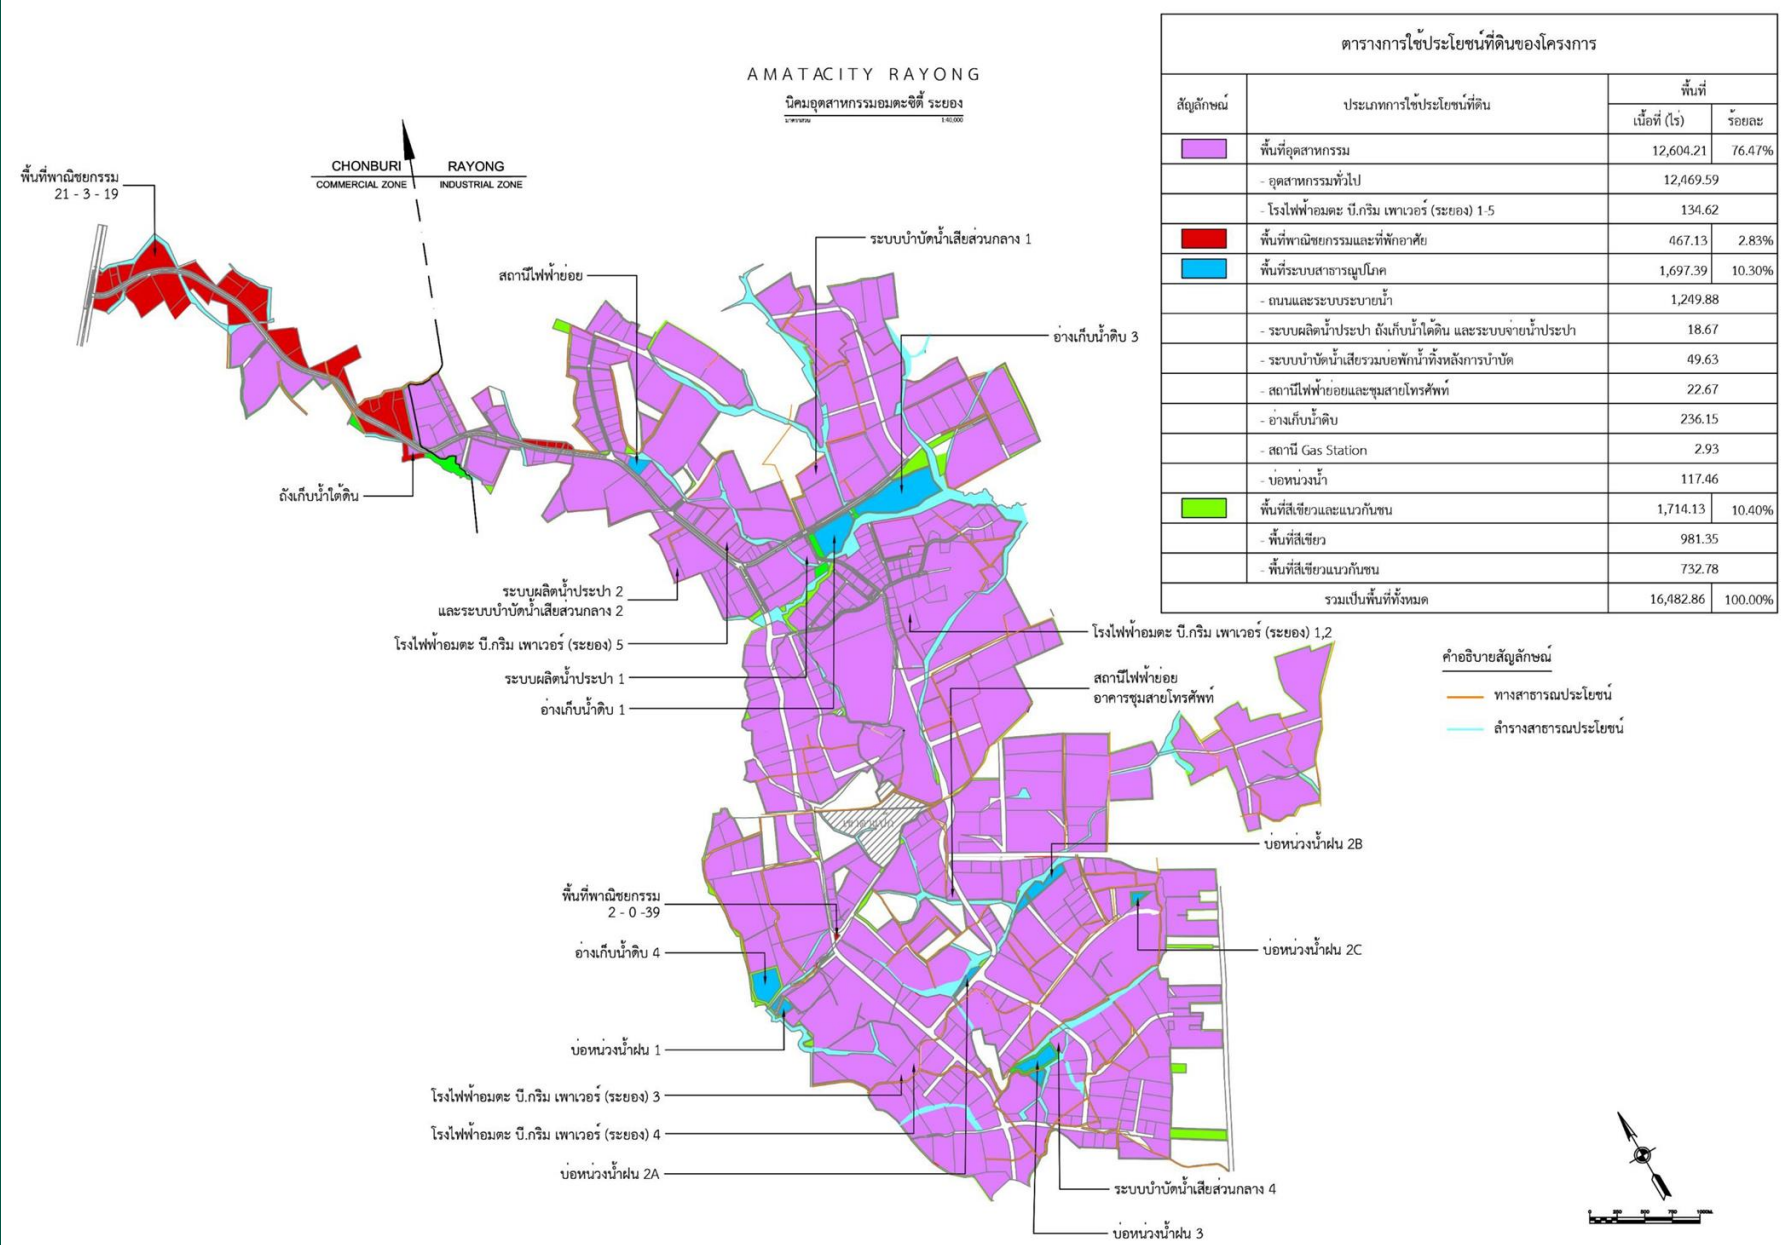 AMATACITY RAYONG
นิคมอุตสาหกรรมอมตะซิตี้ ระยอง
มาตราส่วน 1:40,000
CHONBURI RAYONG
COMMERCIAL ZONE INDUSTRIAL ZONE
พื้นที่พาณิชยกรรม
21 - 3 - 19
ระบบบำบัดน้ำเสียส่วนกลาง 1
สถานีไฟฟ้าย่อย
อ่างเก็บน้ำดิบ 3
ถังเก็บน้ำใต้ดิน
ระบบผลิตน้ำประปา 2
และระบบบำบัดน้ำเสียส่วนกลาง 2
โรงไฟฟ้าอมตะ บี.กริม เพาเวอร์ (ระยอง) 5
ระบบผลิตน้ำประปา 1
อ่างเก็บน้ำดิบ 1
โรงไฟฟ้าอมตะ บี.กริม เพาเวอร์ (ระยอง) 1,2
สถานีไฟฟ้าย่อย
อาคารชุมสายโทรศัพท์
บ่อหน่วงน้ำฝน 2B
พื้นที่พาณิชยกรรม
2 - 0 -39
อ่างเก็บน้ำดิบ 4
บ่อหน่วงน้ำฝน 2C
บ่อหน่วงน้ำฝน 1
โรงไฟฟ้าอมตะ บี.กริม เพาเวอร์ (ระยอง) 3
โรงไฟฟ้าอมตะ บี.กริม เพาเวอร์ (ระยอง) 4
บ่อหน่วงน้ำฝน 2A
ระบบบำบัดน้ำเสียส่วนกลาง 4
บ่อหน่วงน้ำฝน 3
ตารางการใช้ประโยชน์ที่ดินของโครงการ
สัญลักษณ์ ประเภทการใช้ประโยชน์ที่ดิน พื้นที่
เนื้อที่ (ไร่) ร้อยละ
พื้นที่อุตสาหกรรม 12,604.21 76.47%
- อุตสาหกรรมทั่วไป 12,469.59
- โรงไฟฟ้าอมตะ บี.กริม เพาเวอร์ (ระยอง) 1-5 134.62
พื้นที่พาณิชยกรรมและที่พักอาศัย 467.13 2.83%
พื้นที่ระบบสาธารณูปโภค 1,697.39 10.30%
- ถนนและระบบระบายน้ำ 1,249.88
- ระบบผลิตน้ำประปา ถังเก็บน้ำใต้ดิน และระบบจ่ายน้ำประปา 18.67
- ระบบบำบัดน้ำเสียรวมบ่อพักน้ำทิ้งหลังการบำบัด 49.63
- สถานีไฟฟ้าย่อยและชุมสายโทรศัพท์ 22.67
- อ่างเก็บน้ำดิบ 236.15
- สถานี Gas Station 2.93
- บ่อหน่วงน้ำ 117.46
พื้นที่สีเขียวและแนวกันชน 1,714.13 10.40%
- พื้นที่สีเขียว 981.35
- พื้นที่สีเขียวแนวกันชน 732.78
รวมเป็นพื้นที่ทั้งหมด 16,482.86 100.00%
คำอธิบายสัญลักษณ์
ทางสาธารณประโยชน์
ลำรางสาธารณประโยชน์